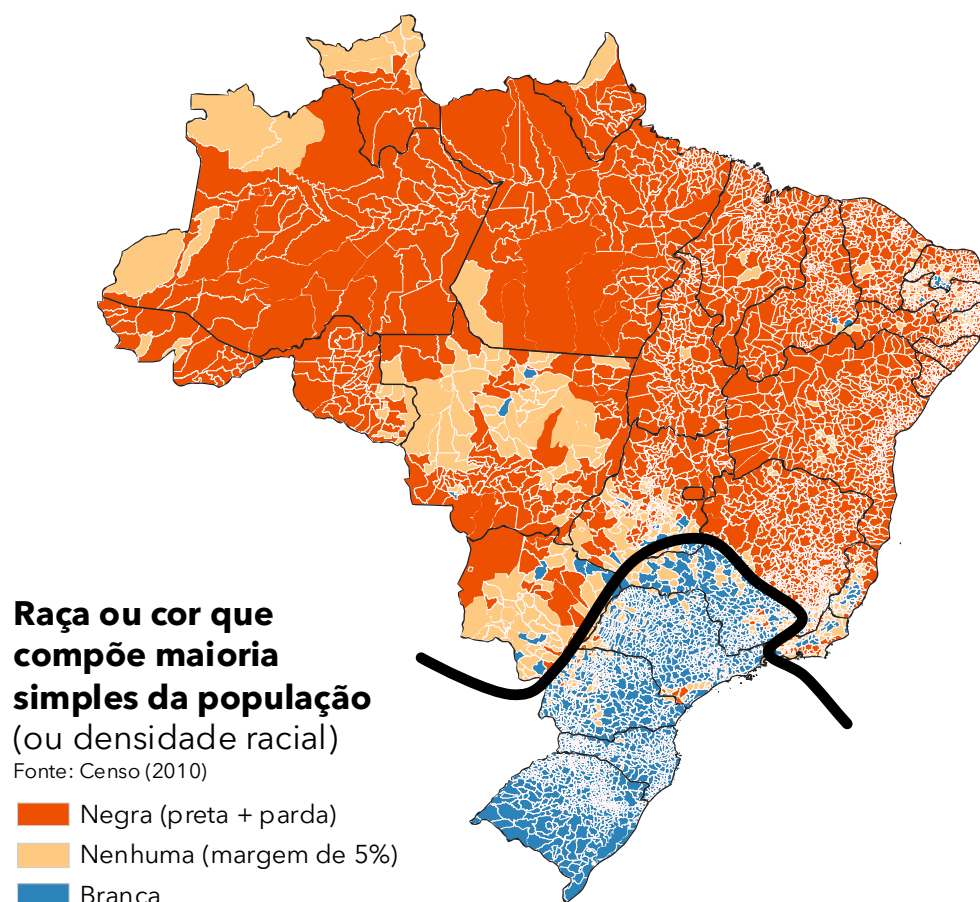 Raça ou cor que
compõe maioria
simples da população
(ou densidade racial)
Fonte: Censo (2010)
Negra (preta + parda)
Nenhuma (margem de 5%)
Branca